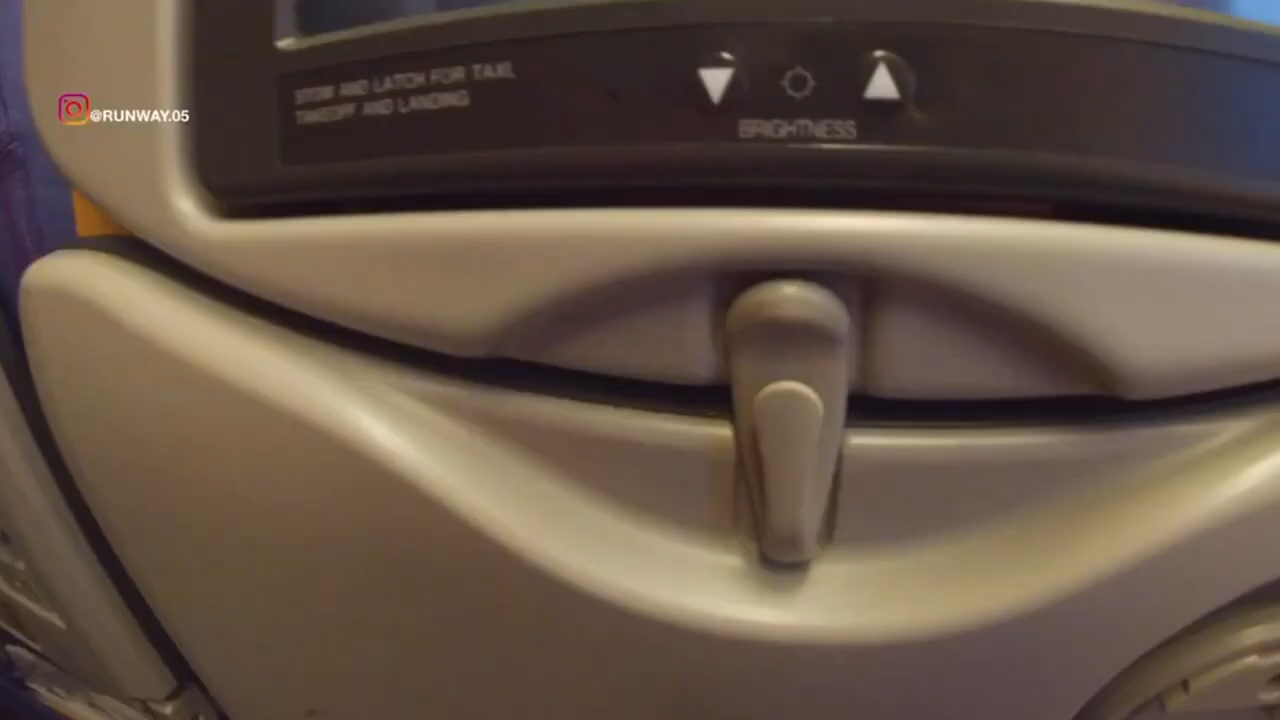 STOW AND LATCH FOR TAXI,
TAKEOFF AND LANDING
BRIGHTNESS
@RUNWAY.05